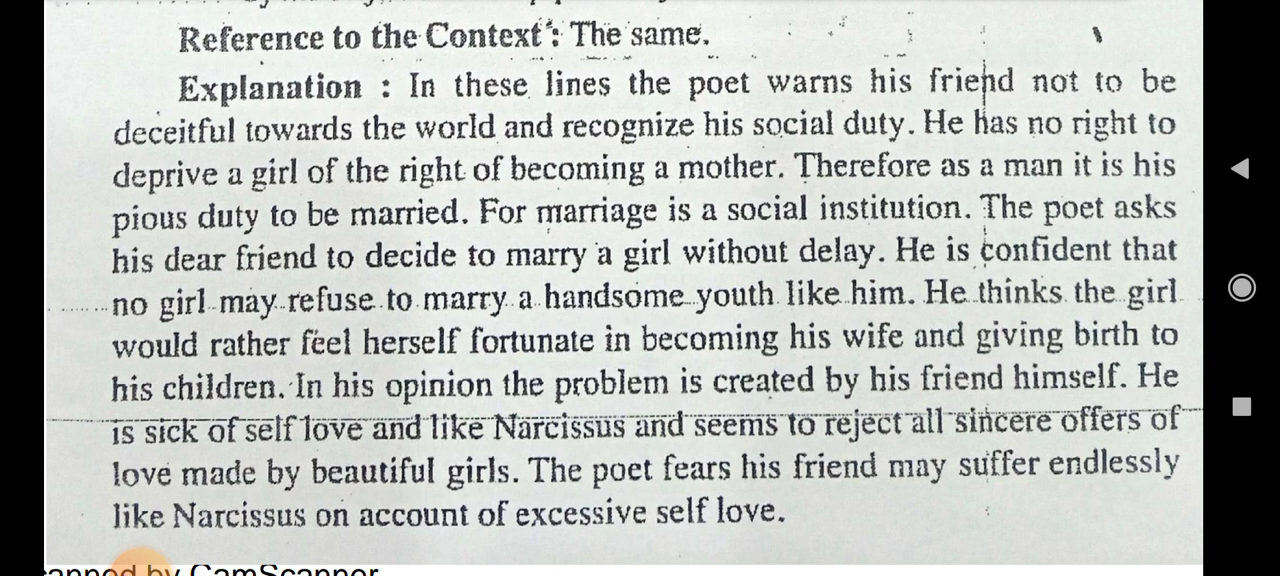 Reference to the Context : The same.
Explanation : In these lines the poet warns his friend not to be
deceitful towards the world and recognize his social duty. He has no right to
deprive a girl of the right of becoming a mother. Therefore as a man it is his
pious duty to be married. For marriage is a social institution. The poet asks
his dear friend to decide to marry a girl without delay. He is confident that
no girl may refuse to marry a handsome youth like him. He thinks the girl
would rather feel herself fortunate in becoming his wife and giving birth to
his children. In his opinion the problem is created by his friend himself. He
is sick of self love and like Narcissus and seems to reject all sincere offers of
love made by beautiful girls. The poet fears his friend may suffer endlessly
like Narcissus on account of excessive self love.
canned by CamScanner